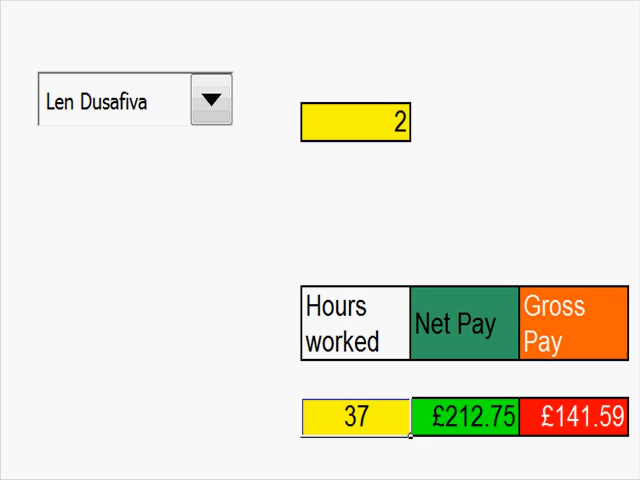 Len Dusafiva
2
Hours worked
Net Pay
Gross Pay
37
£212.75
£141.59